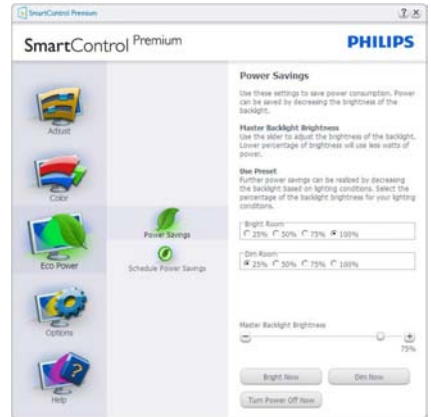 SmartControl Premium
SmartControl Premium
PHILIPS
Adjust
Color
Eco Power
Options
Help
Power Savings
Schedule Power Savings
Power Savings
Use these settings to save power consumption. Power
can be saved by decreasing the brightness of the
backlight.
Master Backlight Brightness
Use the slider to adjust the brightness of the backlight.
Lower percentage of brightness will use less watts of
power.
Use Preset
Further power savings can be realized by decreasing
the backlight based on lighting conditions. Select the
percentage of the backlight brightness for your lighting
conditions.
Bright Room
25% 50% 75% 100%
Dim Room
25% 50% 75% 100%
Master Backlight Brightness
75%
Bright Now
Dim Now
Turn Power Off Now